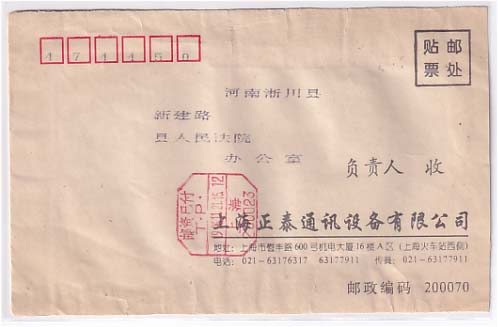 474450
贴邮
票处
河南淅川县
新建路
县人民法院
办公室
负责人 收
T.P.
上海正泰通讯设备有限公司
地址：上海市恒丰路600号机电大厦16楼A区（上海火车站西侧）
电话：021－63176317 63177911 传真：021－63177911
邮政编码 200070